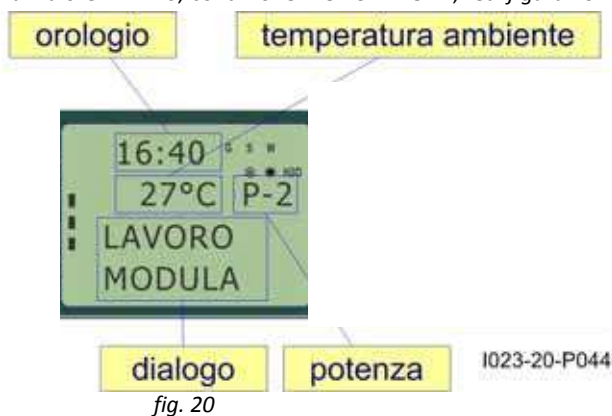 orologio
temperatura ambiente
16:40
G S M
27°C P-2
LAVORO
MODULA
dialogo
potenza
I023-20-P044
fig. 20